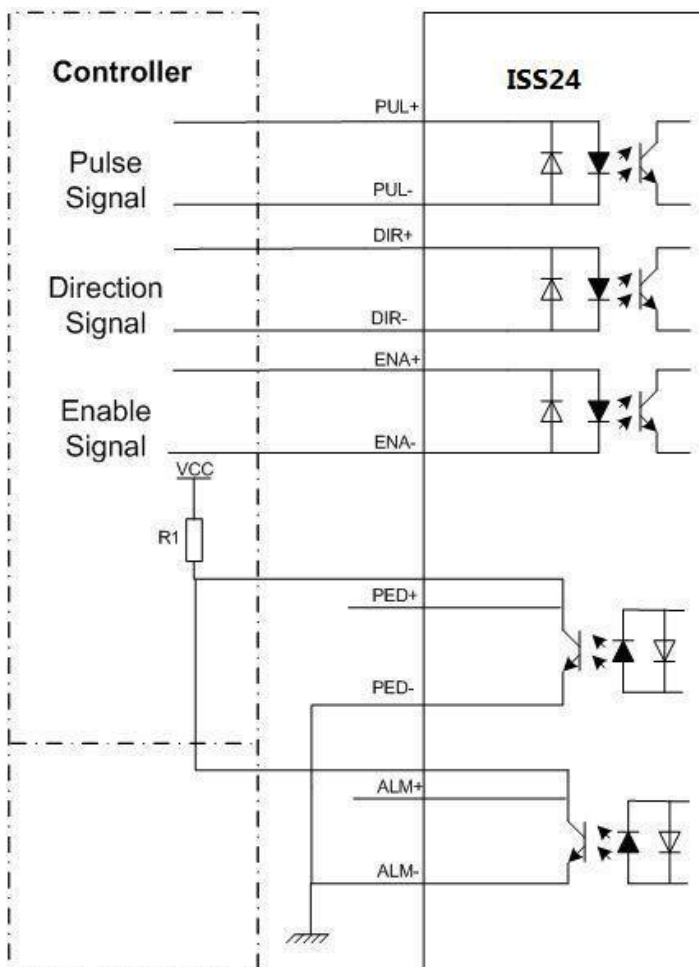 Controller
ISS24
PUL+
Pulse
Signal
PUL-
DIR+
Direction
Signal
DIR-
ENA+
Enable
Signal
ENA-
VCC
R1
PED+
PED-
ALM+
ALM-